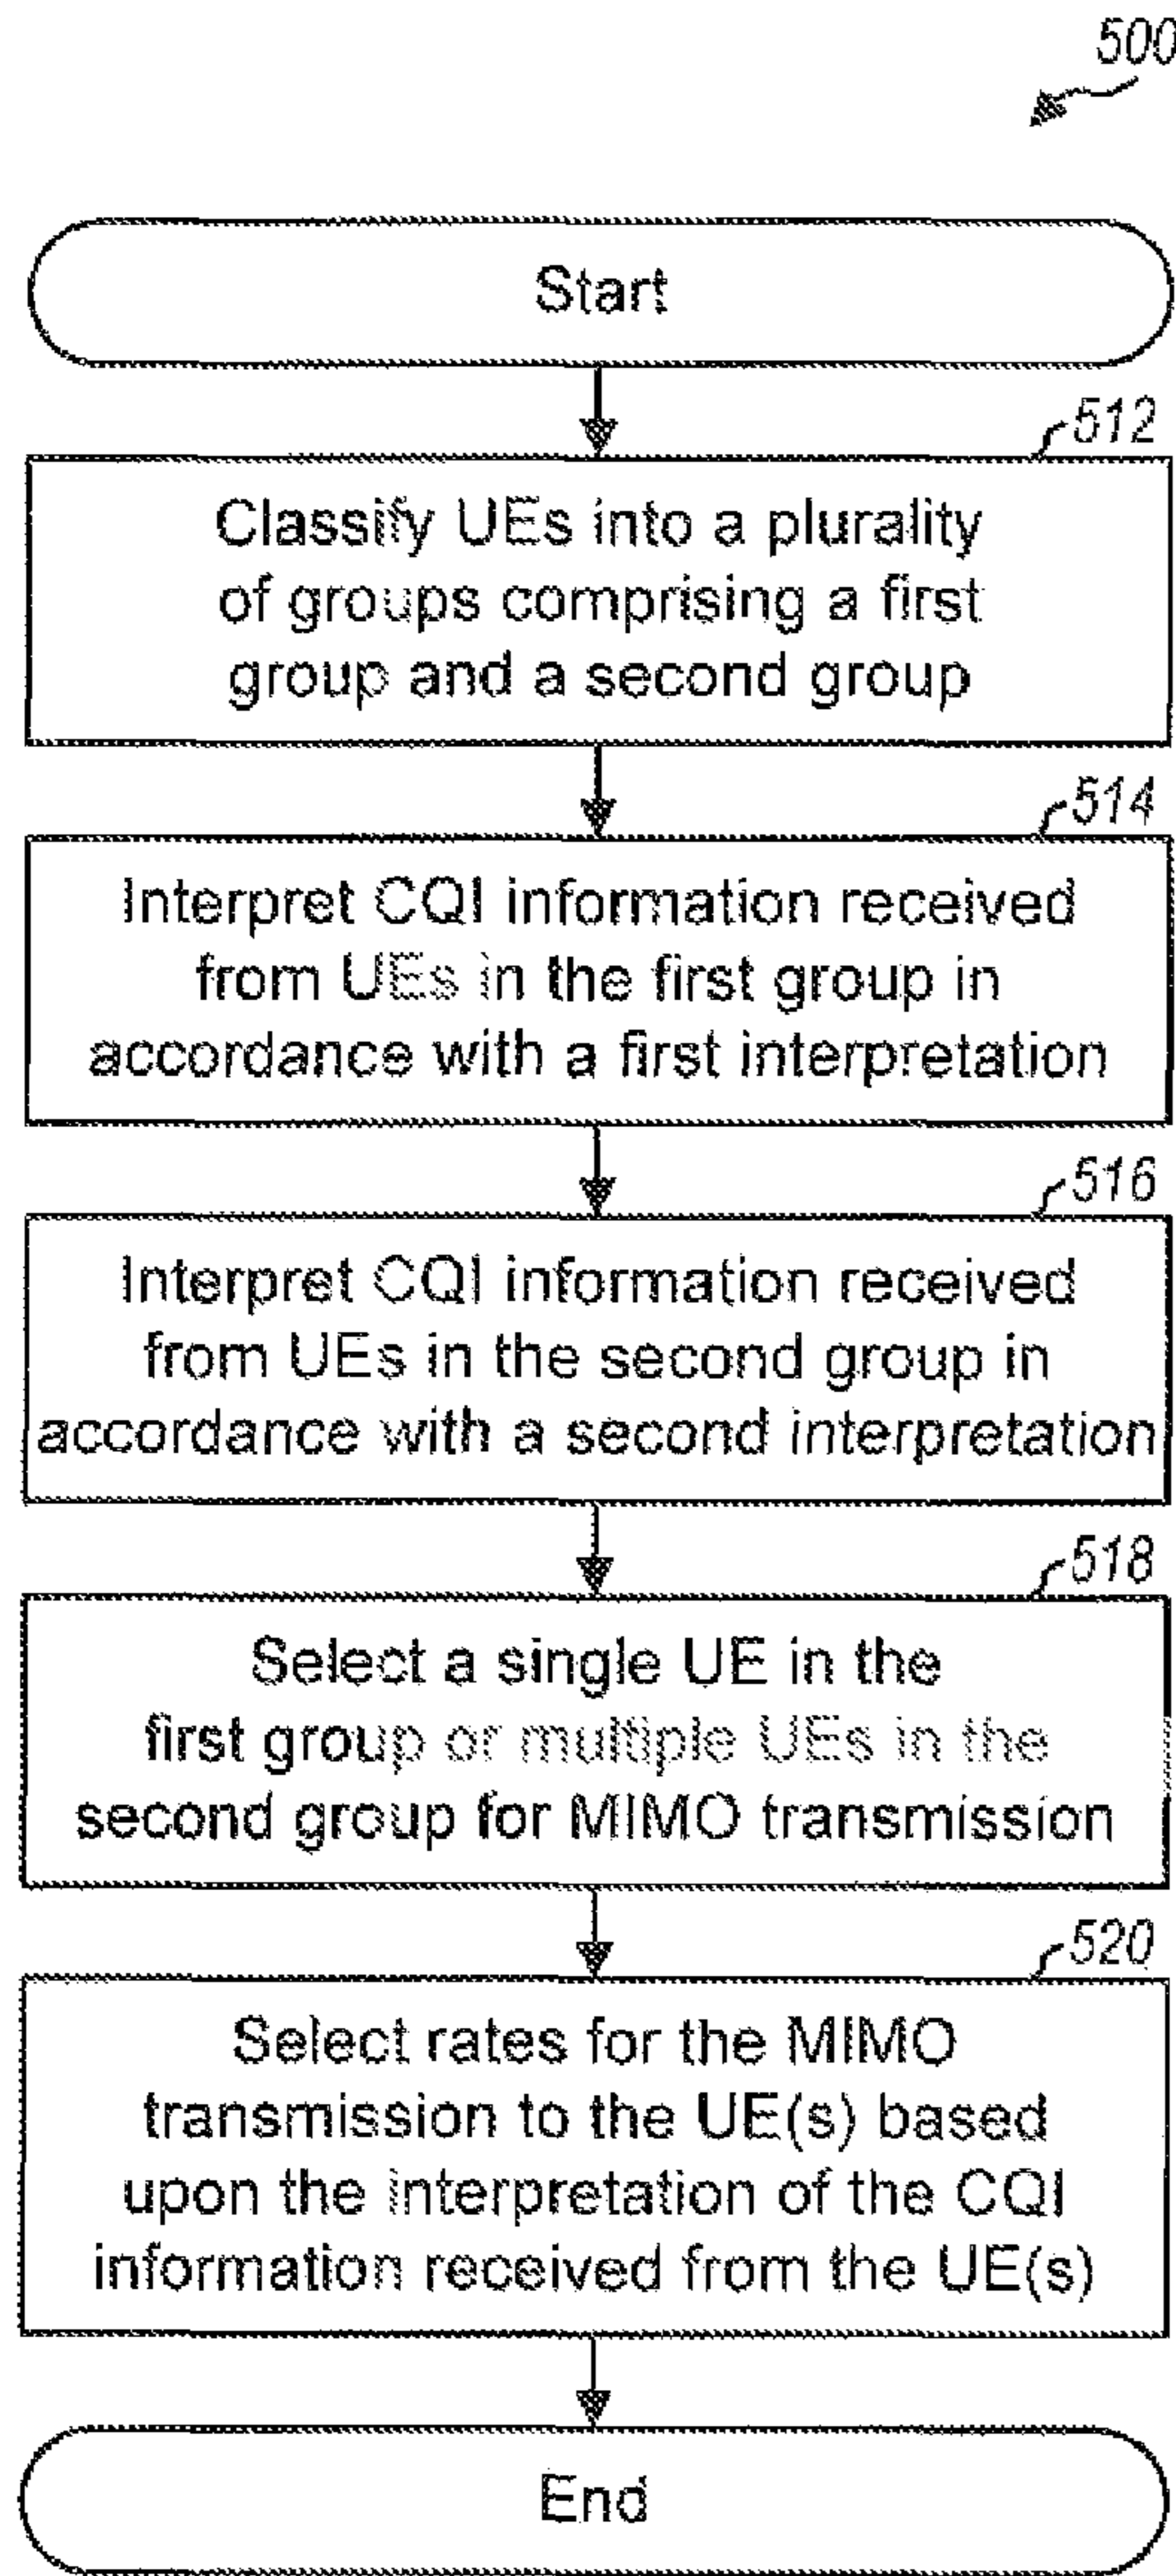 500
Start
512
Classify UEs into a plurality
of groups comprising a first
group and a second group
514
Interpret CQI information received
from UEs in the first group in
accordance with a first interpretation
516
Interpret CQI information received
from UEs in the second group in
accordance with a second interpretation
518
Select a single UE in the
first group or multiple UEs in the
second group for MIMO transmission
520
Select rates for the MIMO
transmission to the UE(s) based
upon the interpretation of the CQI
information received from the UE(s)
End